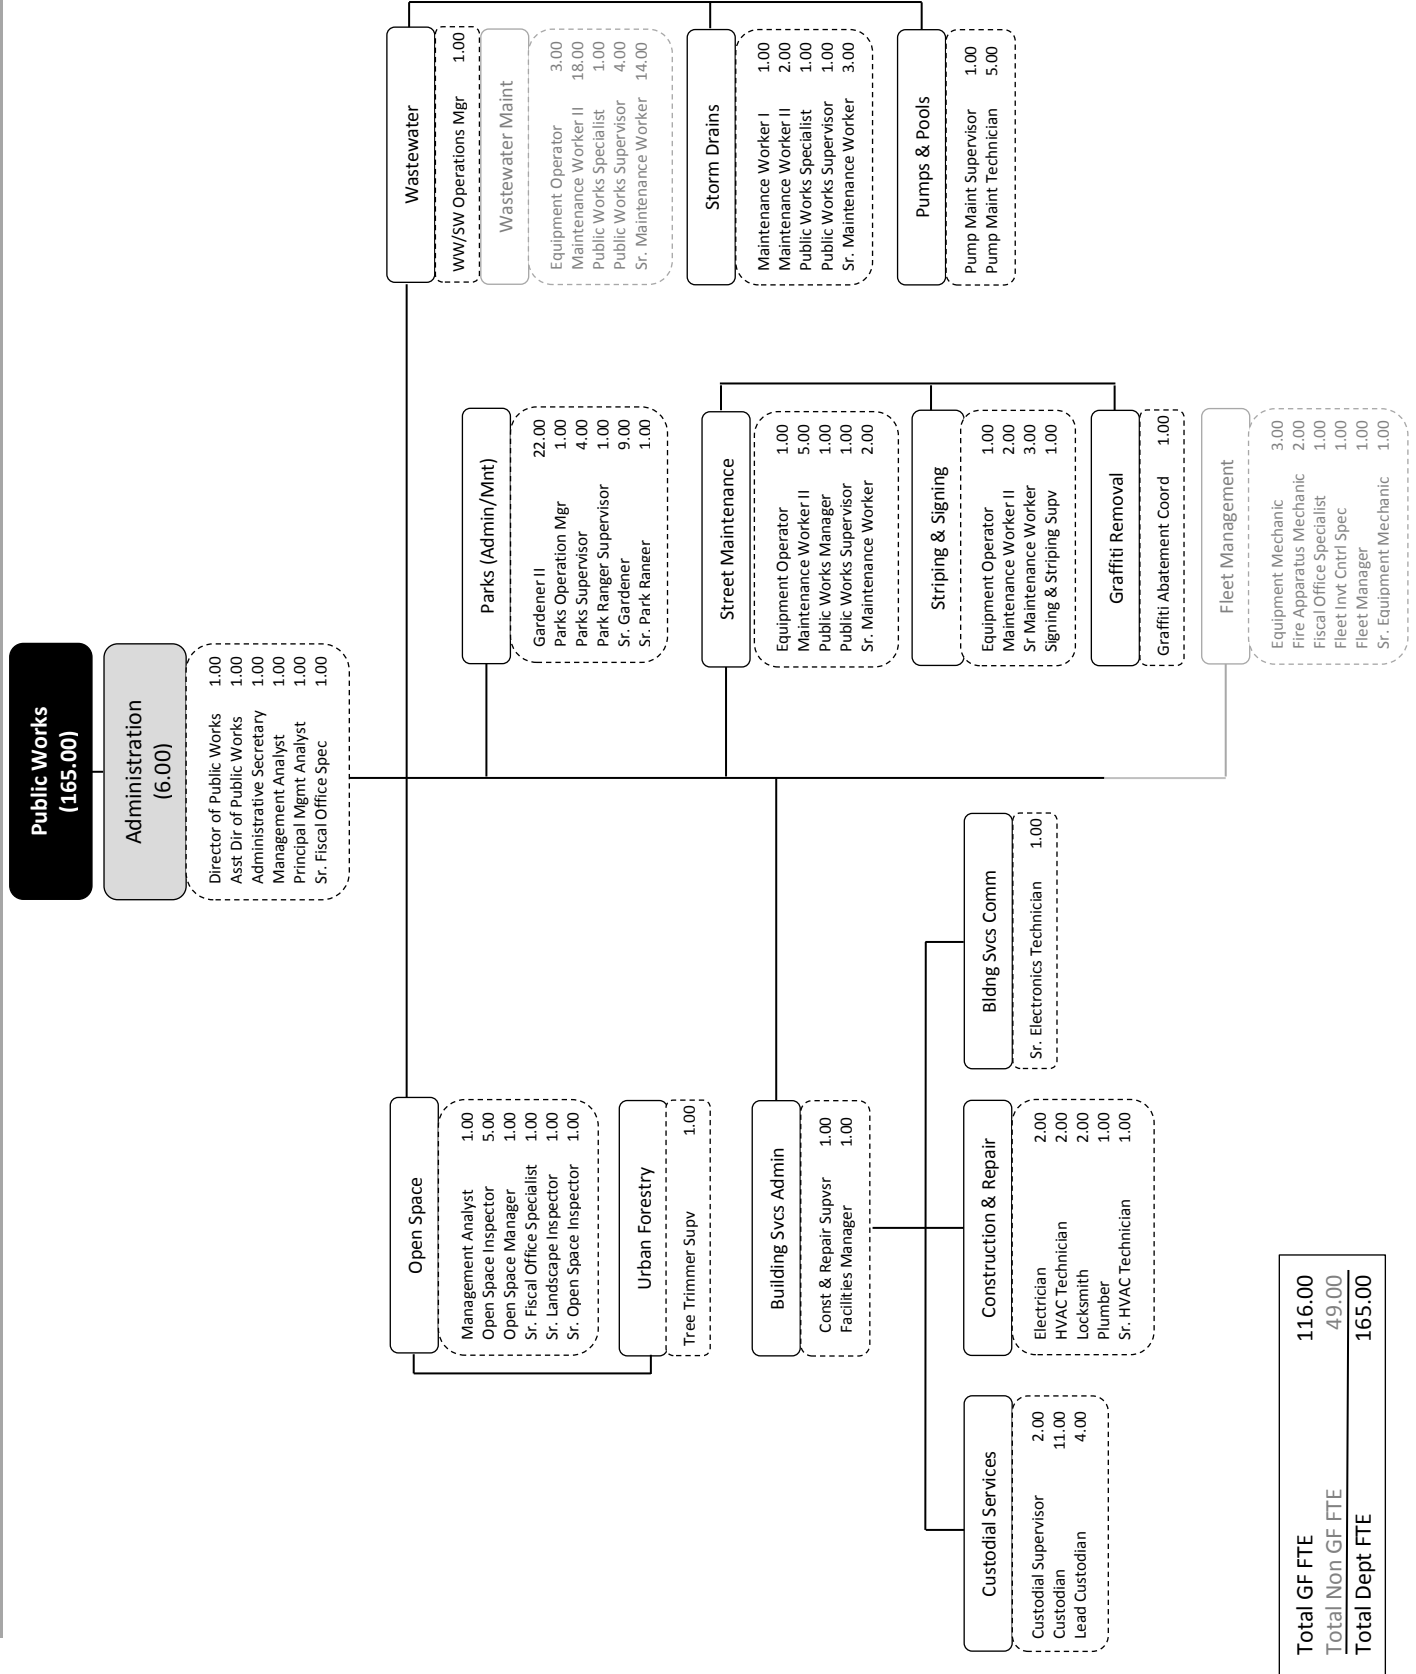 Public Works
(165.00)
Administration
(6.00)
Director of Public Works 1.00
Asst Dir of Public Works 1.00
Administrative Secretary 1.00
Management Analyst 1.00
Principal Mgmt Analyst 1.00
Sr. Fiscal Office Spec 1.00
Open Space
Management Analyst 1.00
Open Space Inspector 5.00
Open Space Manager 1.00
Sr. Fiscal Office Specialist 1.00
Sr. Landscape Inspector 1.00
Sr. Open Space Inspector 1.00
Urban Forestry
Tree Trimmer Supv 1.00
Building Svcs Admin
Const & Repair Supvsr 1.00
Facilities Manager 1.00
Custodial Services
Custodial Supervisor 2.00
Custodian 11.00
Lead Custodian 4.00
Construction & Repair
Electrician 2.00
HVAC Technician 2.00
Locksmith 2.00
Plumber 1.00
Sr. HVAC Technician 1.00
Bldng Svcs Comm
Sr. Electronics Technician 1.00
Parks (Admin/Mnt)
Gardener II 22.00
Parks Operation Mgr 1.00
Parks Supervisor 4.00
Park Ranger Supervisor 1.00
Sr. Gardener 9.00
Sr. Park Ranger 1.00
Street Maintenance
Equipment Operator 1.00
Maintenance Worker II 5.00
Public Works Manager 1.00
Public Works Supervisor 1.00
Sr. Maintenance Worker 2.00
Striping & Signing
Equipment Operator 1.00
Maintenance Worker II 2.00
Sr Maintenance Worker 3.00
Signing & Striping Supv 1.00
Graffiti Removal
Graffiti Abatement Coord 1.00
Fleet Management
Equipment Mechanic 3.00
Fire Apparatus Mechanic 2.00
Fiscal Office Specialist 1.00
Fleet Invt Cntrl Spec 1.00
Fleet Manager 1.00
Sr. Equipment Mechanic 1.00
Wastewater
WW/SW Operations Mgr 1.00
Wastewater Maint
Equipment Operator 3.00
Maintenance Worker II 18.00
Public Works Specialist 1.00
Public Works Supervisor 4.00
Sr. Maintenance Worker 14.00
Storm Drains
Maintenance Worker I 1.00
Maintenance Worker II 2.00
Public Works Specialist 1.00
Public Works Supervisor 1.00
Sr. Maintenance Worker 3.00
Pumps & Pools
Pump Maint Supervisor 1.00
Pump Maint Technician 5.00
Total GF FTE 116.00
Total Non GF FTE 49.00
Total Dept FTE 165.00